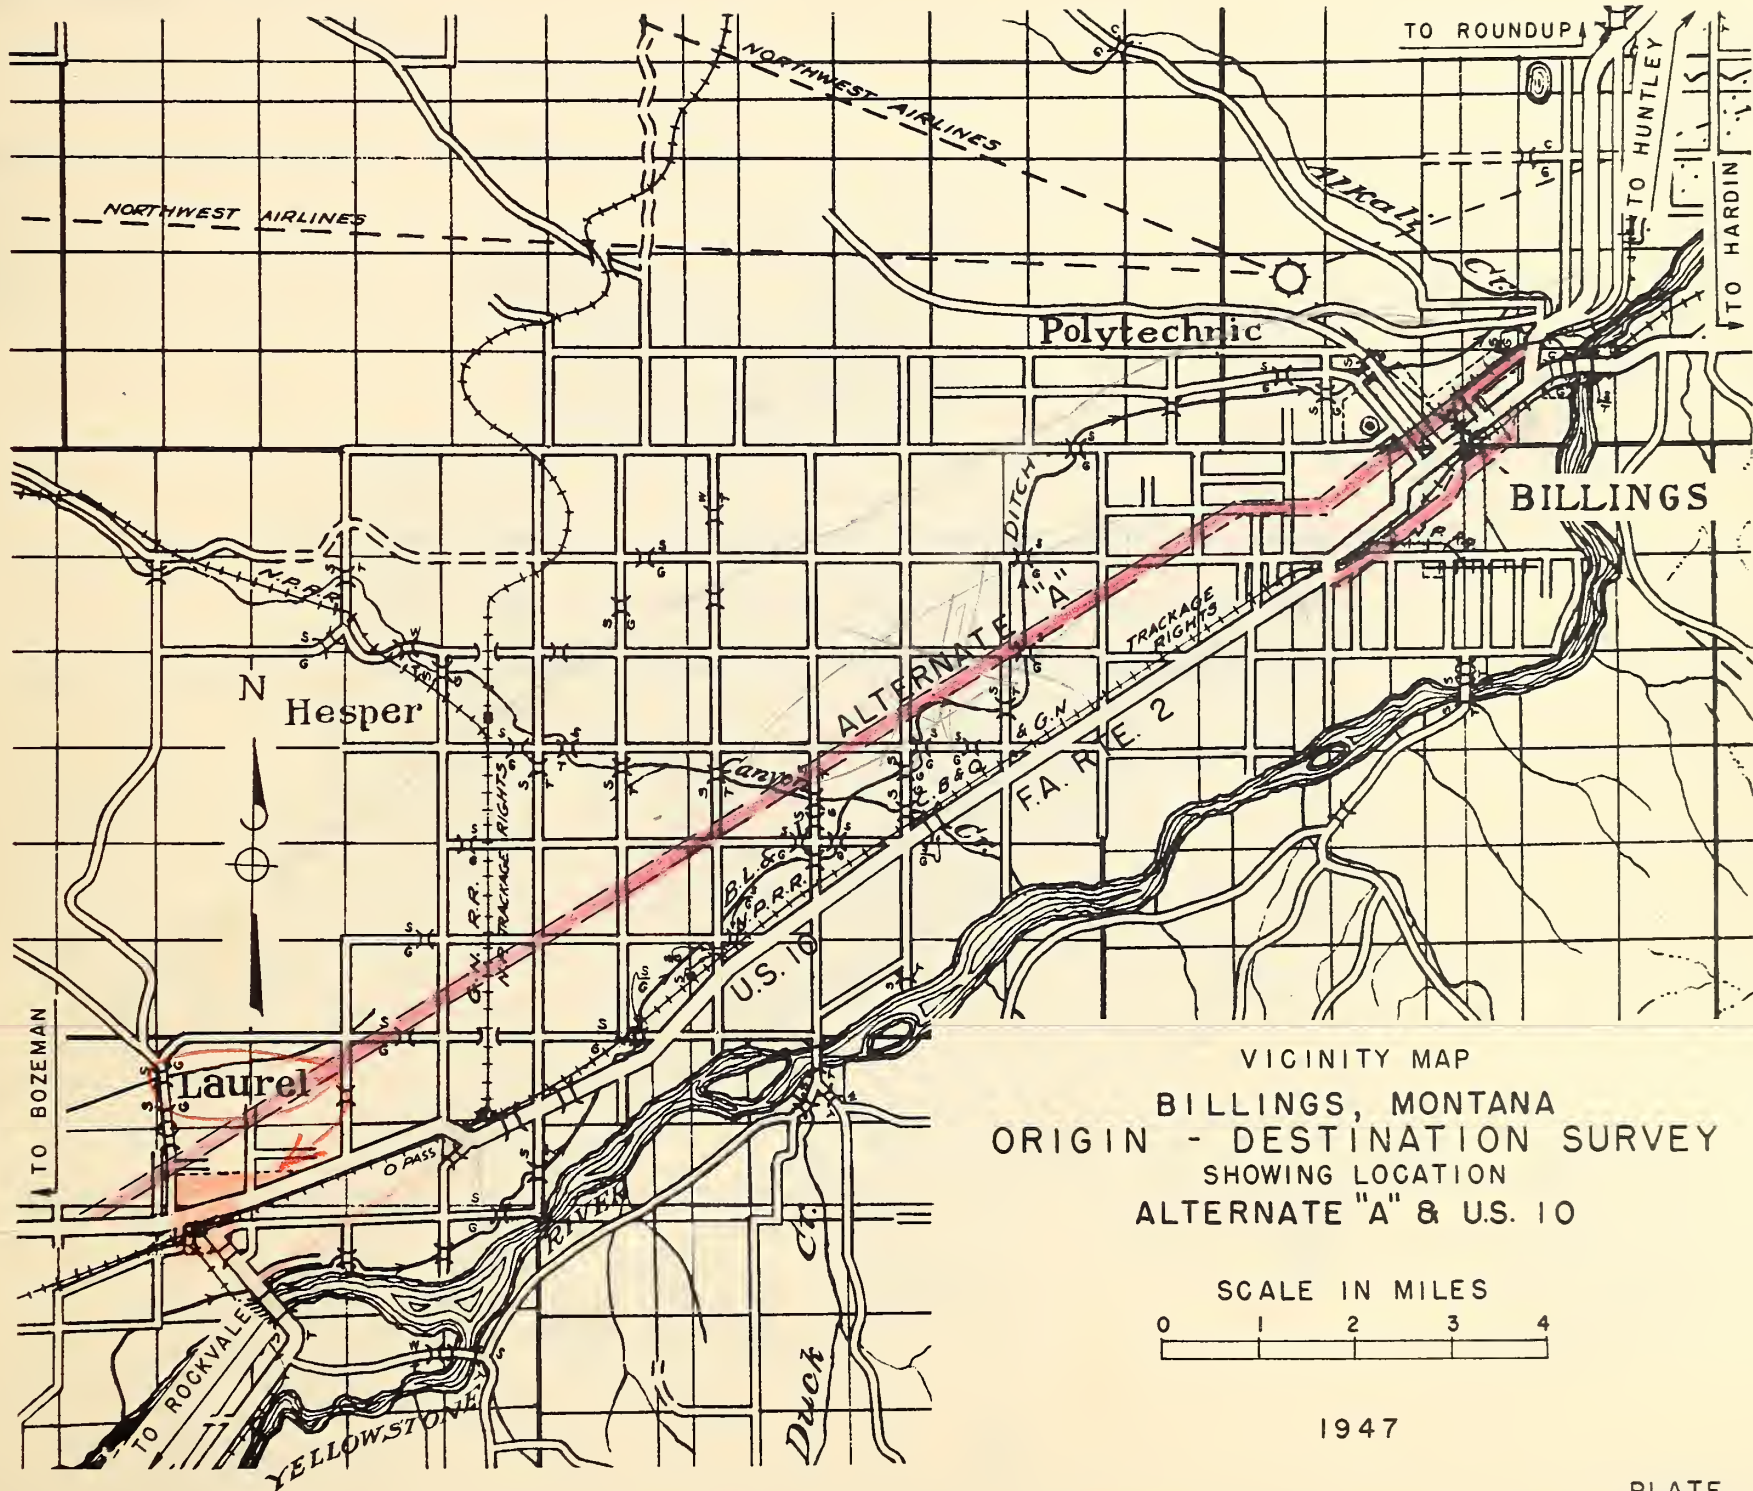 TO ROUNDUP
TO HUNTLEY
TO HARDIN
NORTHWEST AIRLINES
NORTHWEST AIRLINES
Alkali
Cr.
Polytechnic
BILLINGS
DITCH
N.P. RR.
N.P.R.R.
ALTERNATE "A"
TRACKAGE
RIGHTS
N
Hesper
Canyon
Cr.
C.B & Q & G.N
F.A. RTE. 2
G.N. R.R.
N.P. TRACKAGE RIGHTS
B.L.&
N.P.R.R.
U.S. 10
Laurel
TO BOZEMAN
O PASS
RIVER
YELLOWSTONE
TO ROCKVALE
Duck Cr.
VICINITY MAP
BILLINGS, MONTANA
ORIGIN - DESTINATION SURVEY
SHOWING LOCATION
ALTERNATE "A" & U.S. 10
SCALE IN MILES
0 1 2 3 4
1947
PLATE